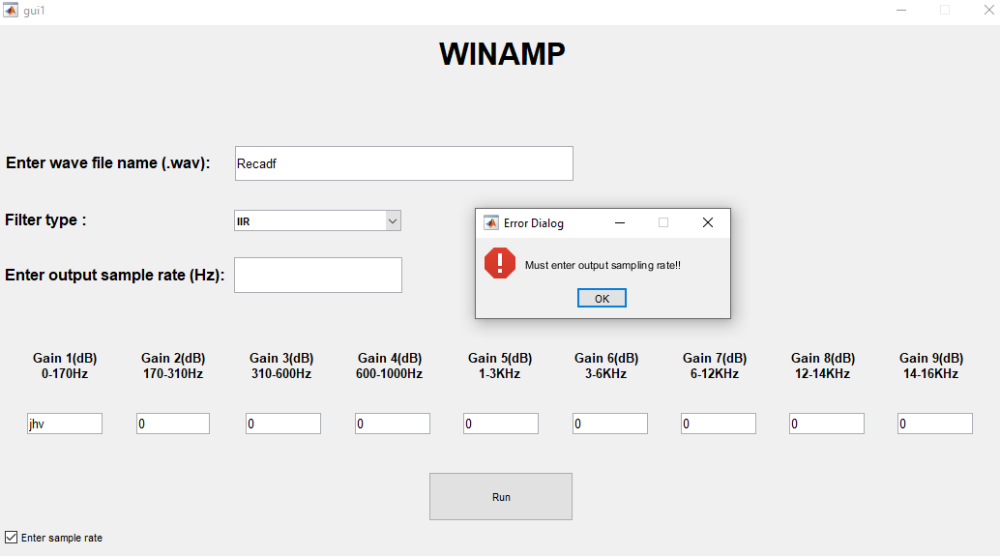 gui1
WINAMP
Enter wave file name (.wav):
Recadf
Filter type :
IIR
Error Dialog
Must enter output sampling rate!!
OK
Enter output sample rate (Hz):
Gain 1(dB) Gain 2(dB) Gain 3(dB) Gain 4(dB) Gain 5(dB) Gain 6(dB) Gain 7(dB) Gain 8(dB) Gain 9(dB)
0-170Hz 170-310Hz 310-600Hz 600-1000Hz 1-3KHz 3-6KHz 6-12KHz 12-14KHz 14-16KHz
jhv 0 0 0 0 0 0 0 0
Run
Enter sample rate